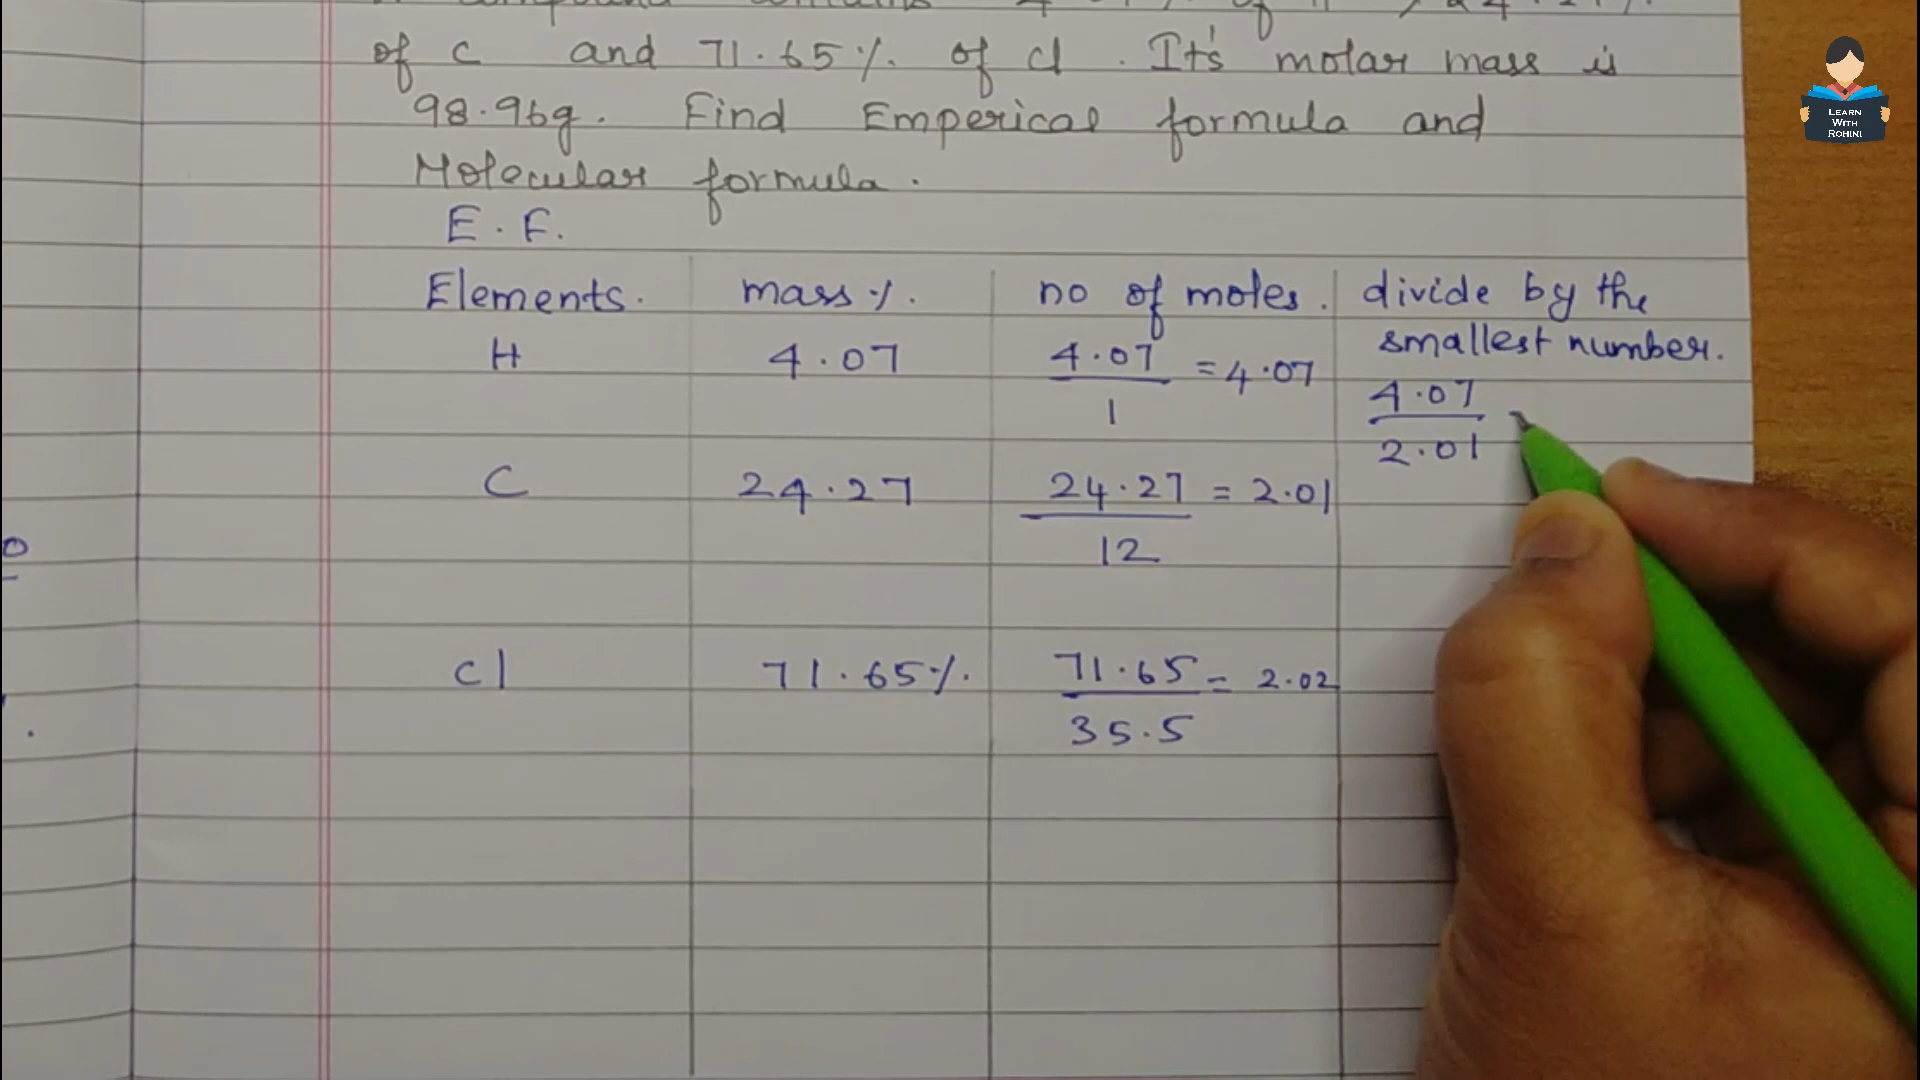 of C and 71.65%. of cl. It's molar mass is
98.96g. Find Emperical formula and
Molecular formula.
E.F.
Elements. mass %. no of moles. divide by the
smallest number.
H 4.07 4.07/1 = 4.07 4.07/2.01
C 24.27 24.27/12 = 2.01
cl 71.65%. 71.65/35.5 = 2.02
LEARN
WITH
ROHINI